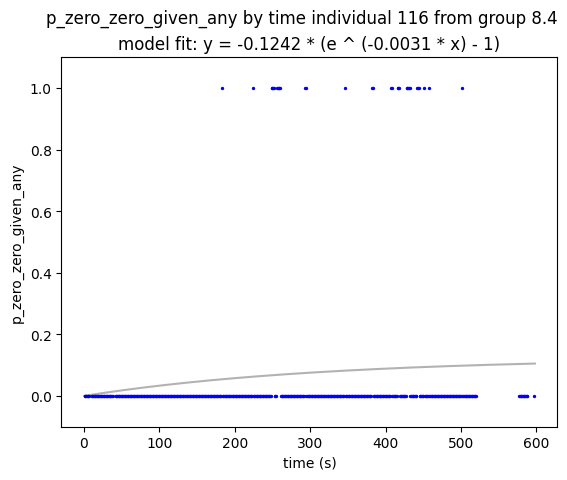 p_zero_zero_given_any by time individual 116 from group 8.4
model fit: y = -0.1242 * (e ^ (-0.0031 * x) - 1)
1.0
0.8
0.6
0.4
0.2
0.0
p_zero_zero_given_any
0 100 200 300 400 500 600
time (s)